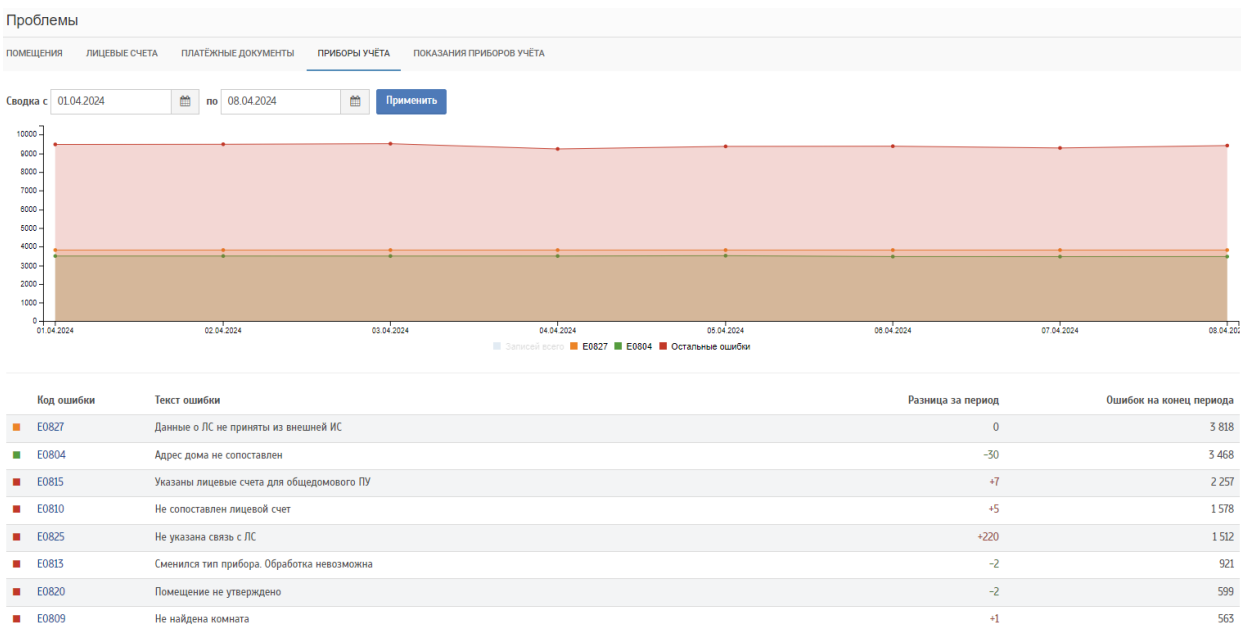 Проблемы
ПОМЕЩЕНИЯ ЛИЦЕВЫЕ СЧЕТА ПЛАТЁЖНЫЕ ДОКУМЕНТЫ ПРИБОРЫ УЧЁТА ПОКАЗАНИЯ ПРИБОРОВ УЧЁТА
Сводка с 01.04.2024 по 08.04.2024 Применить
10000
9000
8000
7000
6000
5000
4000
3000
2000
1000
0
01.04.2024 02.04.2024 03.04.2024 04.04.2024 05.04.2024 06.04.2024 07.04.2024 08.04.202
Записей всего E0827 E0804 Остальные ошибки
Код ошибки Текст ошибки Разница за период Ошибок на конец периода
E0827 Данные о ЛС не приняты из внешней ИС 0 3 818
E0804 Адрес дома не сопоставлен -30 3 468
E0815 Указаны лицевые счета для общедомового ПУ +7 2 257
E0810 Не сопоставлен лицевой счет +5 1 578
E0825 Не указана связь с ЛС +220 1 512
E0813 Сменился тип прибора. Обработка невозможна -2 921
E0820 Помещение не утверждено -2 599
E0809 Не найдена комната +1 563